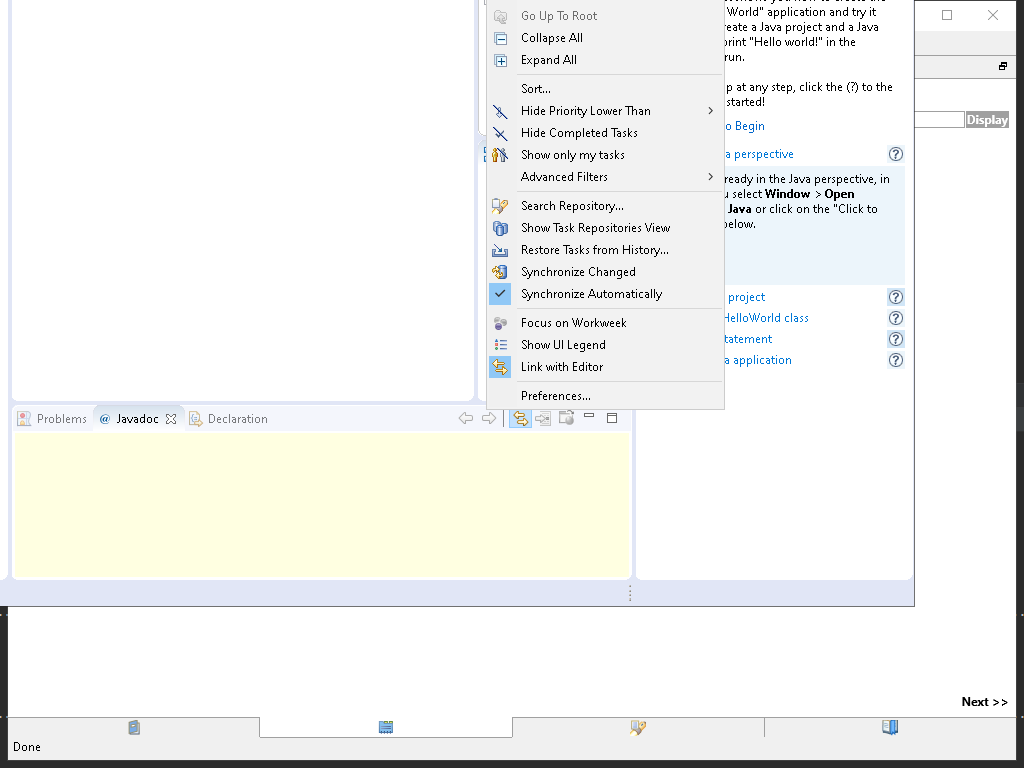 Go Up To Root
Collapse All
Expand All
Sort...
Hide Priority Lower Than
Hide Completed Tasks
Show only my tasks
Advanced Filters
Search Repository...
Show Task Repositories View
Restore Tasks from History...
Synchronize Changed
Synchronize Automatically
Focus on Workweek
Show UI Legend
Link with Editor
Preferences...
World" application and try it
reate a Java project and a Java
print "Hello world!" in the
run.
p at any step, click the (?) to the
started!
o Begin
a perspective
ready in the Java perspective, in
u select Window > Open
Java or click on the "Click to
below.
project
HelloWorld class
tatement
a application
Display
Problems
@ Javadoc
Declaration
Next >>
Done